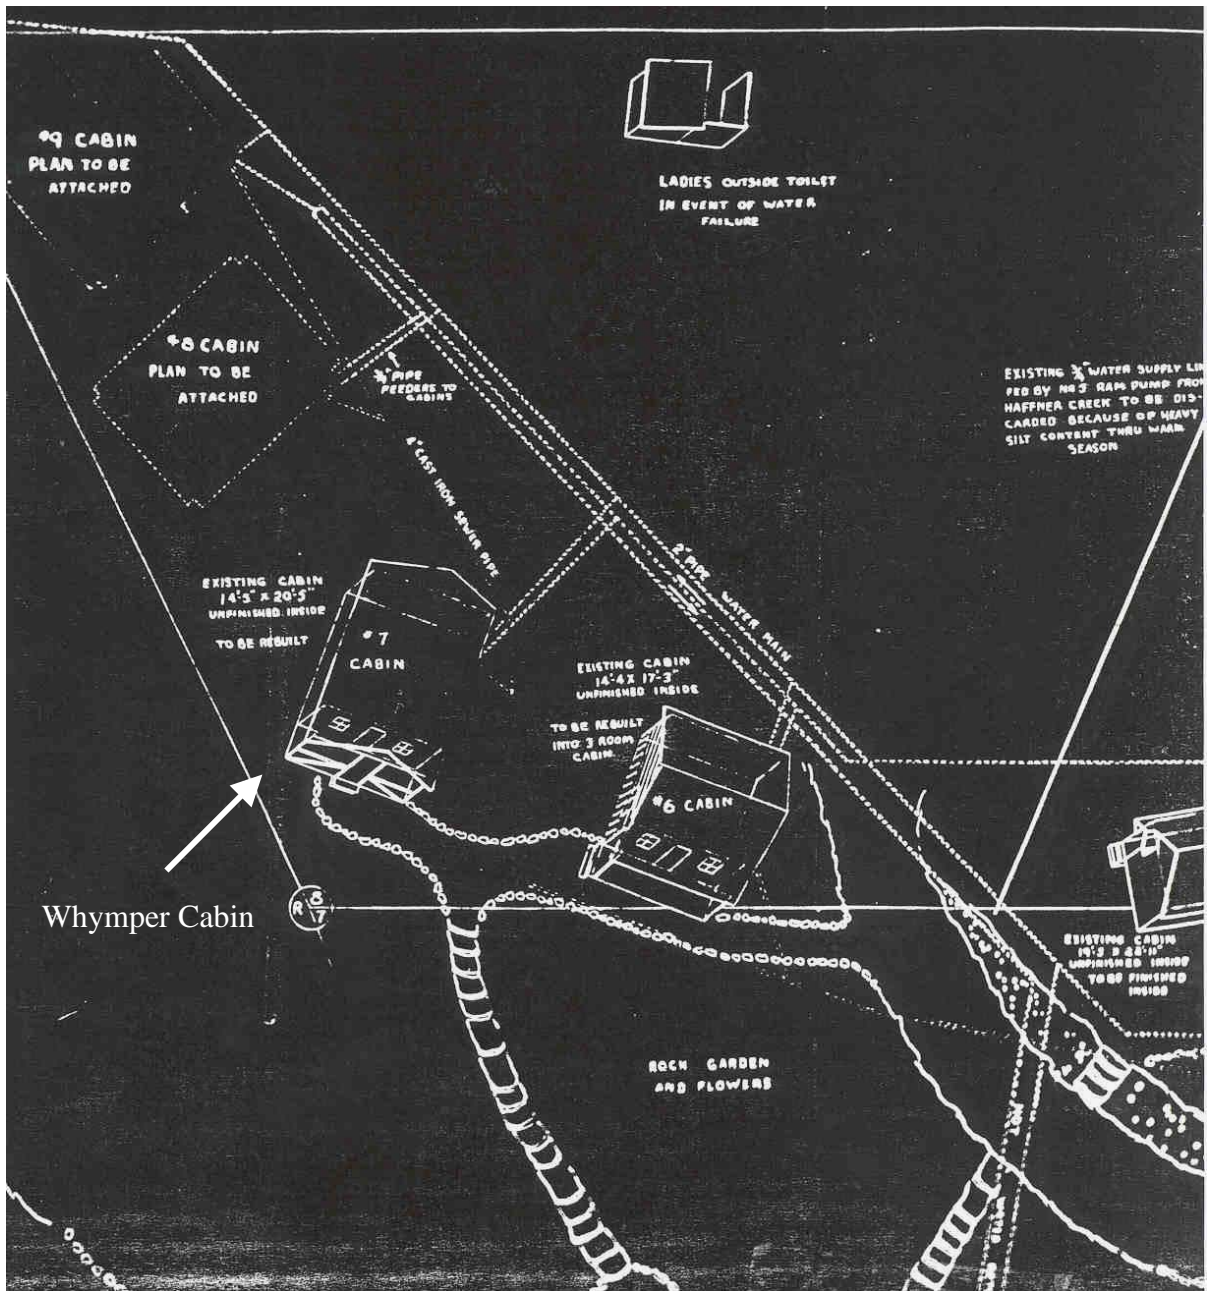 #9 CABIN
PLAN TO BE
ATTACHED
LADIES OUTSIDE TOILET
IN EVENT OF WATER
FAILURE
#8 CABIN
PLAN TO BE
ATTACHED
3/4" PIPE
FEEDERS TO
CABINS
EXISTING 3/4" WATER SUPPLY LIN
FED BY NO 3 RAM PUMP FROM
HAFFNER CREEK TO BE DIS-
CARDED BECAUSE OF HEAVY
SILT CONTENT THRU WARM
SEASON
4" CAST IRON SEWER PIPE
2" PIPE WATER MAIN
EXISTING CABIN
14'-5" X 20'-5"
UNFINISHED INSIDE
TO BE REBUILT
#7
CABIN
EXISTING CABIN
14'-4 X 17'-3"
UNFINISHED INSIDE
TO BE REBUILT
INTO 3 ROOM
CABIN.
#6 CABIN
Whymper Cabin
R 8/7
EXISTING CABIN
UNFINISHED INSIDE
TO BE FINISHED
INSIDE
ROCK GARDEN
AND FLOWERS